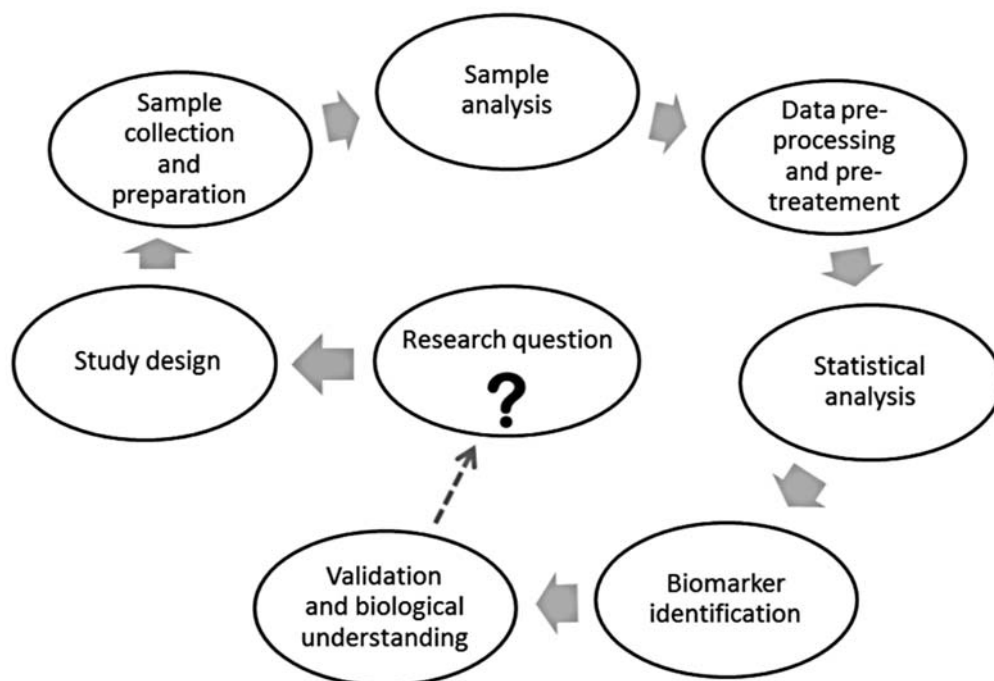 Research question
?
Study design
Sample
collection
and
preparation
Sample
analysis
Data pre-
processing
and pre-
treatement
Statistical
analysis
Biomarker
identification
Validation
and biological
understanding